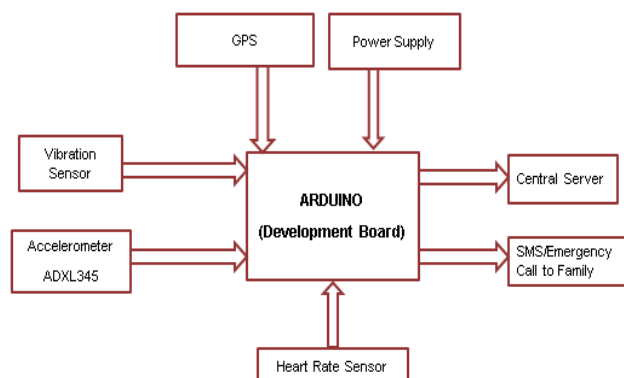 GPS
Power Supply
Vibration
Sensor
ARDUINO
(Development Board)
Central Server
Accelerometer
ADXL345
SMS/Emergency
Call to Family
Heart Rate Sensor